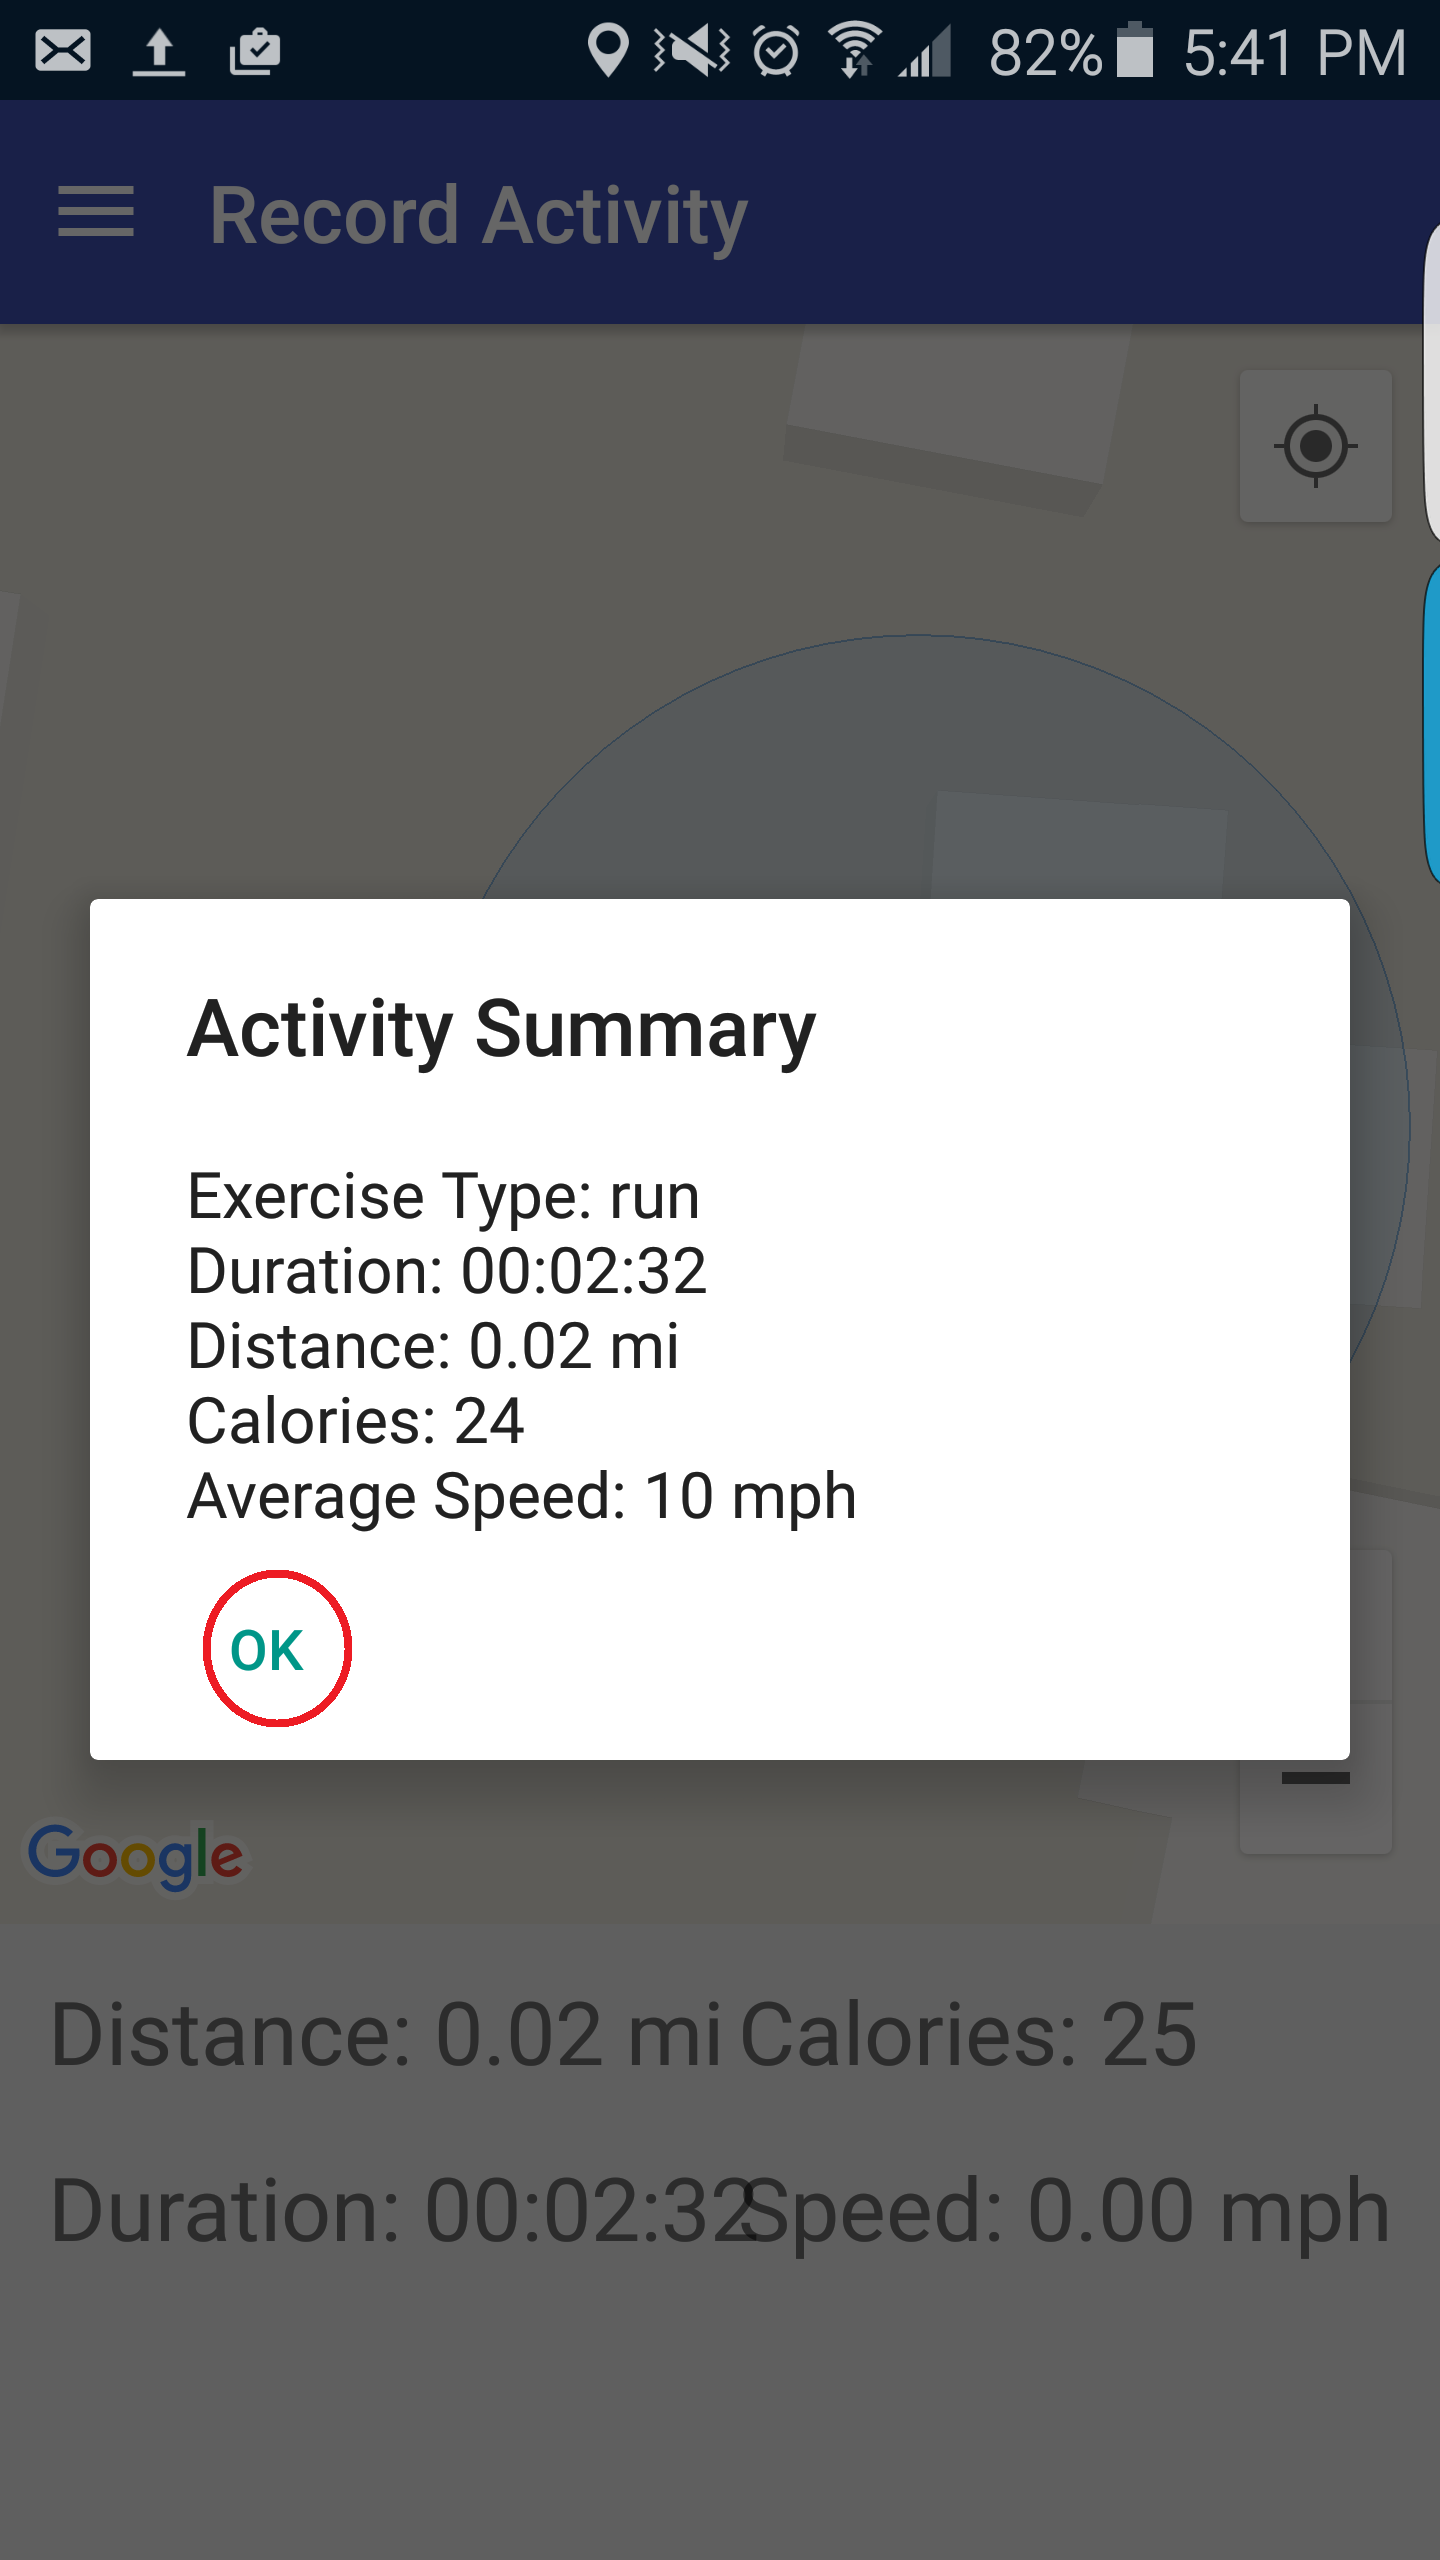 82% 5:41 PM
Record Activity
Activity Summary
Exercise Type: run
Duration: 00:02:32
Distance: 0.02 mi
Calories: 24
Average Speed: 10 mph
OK
Google
Distance: 0.02 mi Calories: 25
Duration: 00:02:32 Speed: 0.00 mph